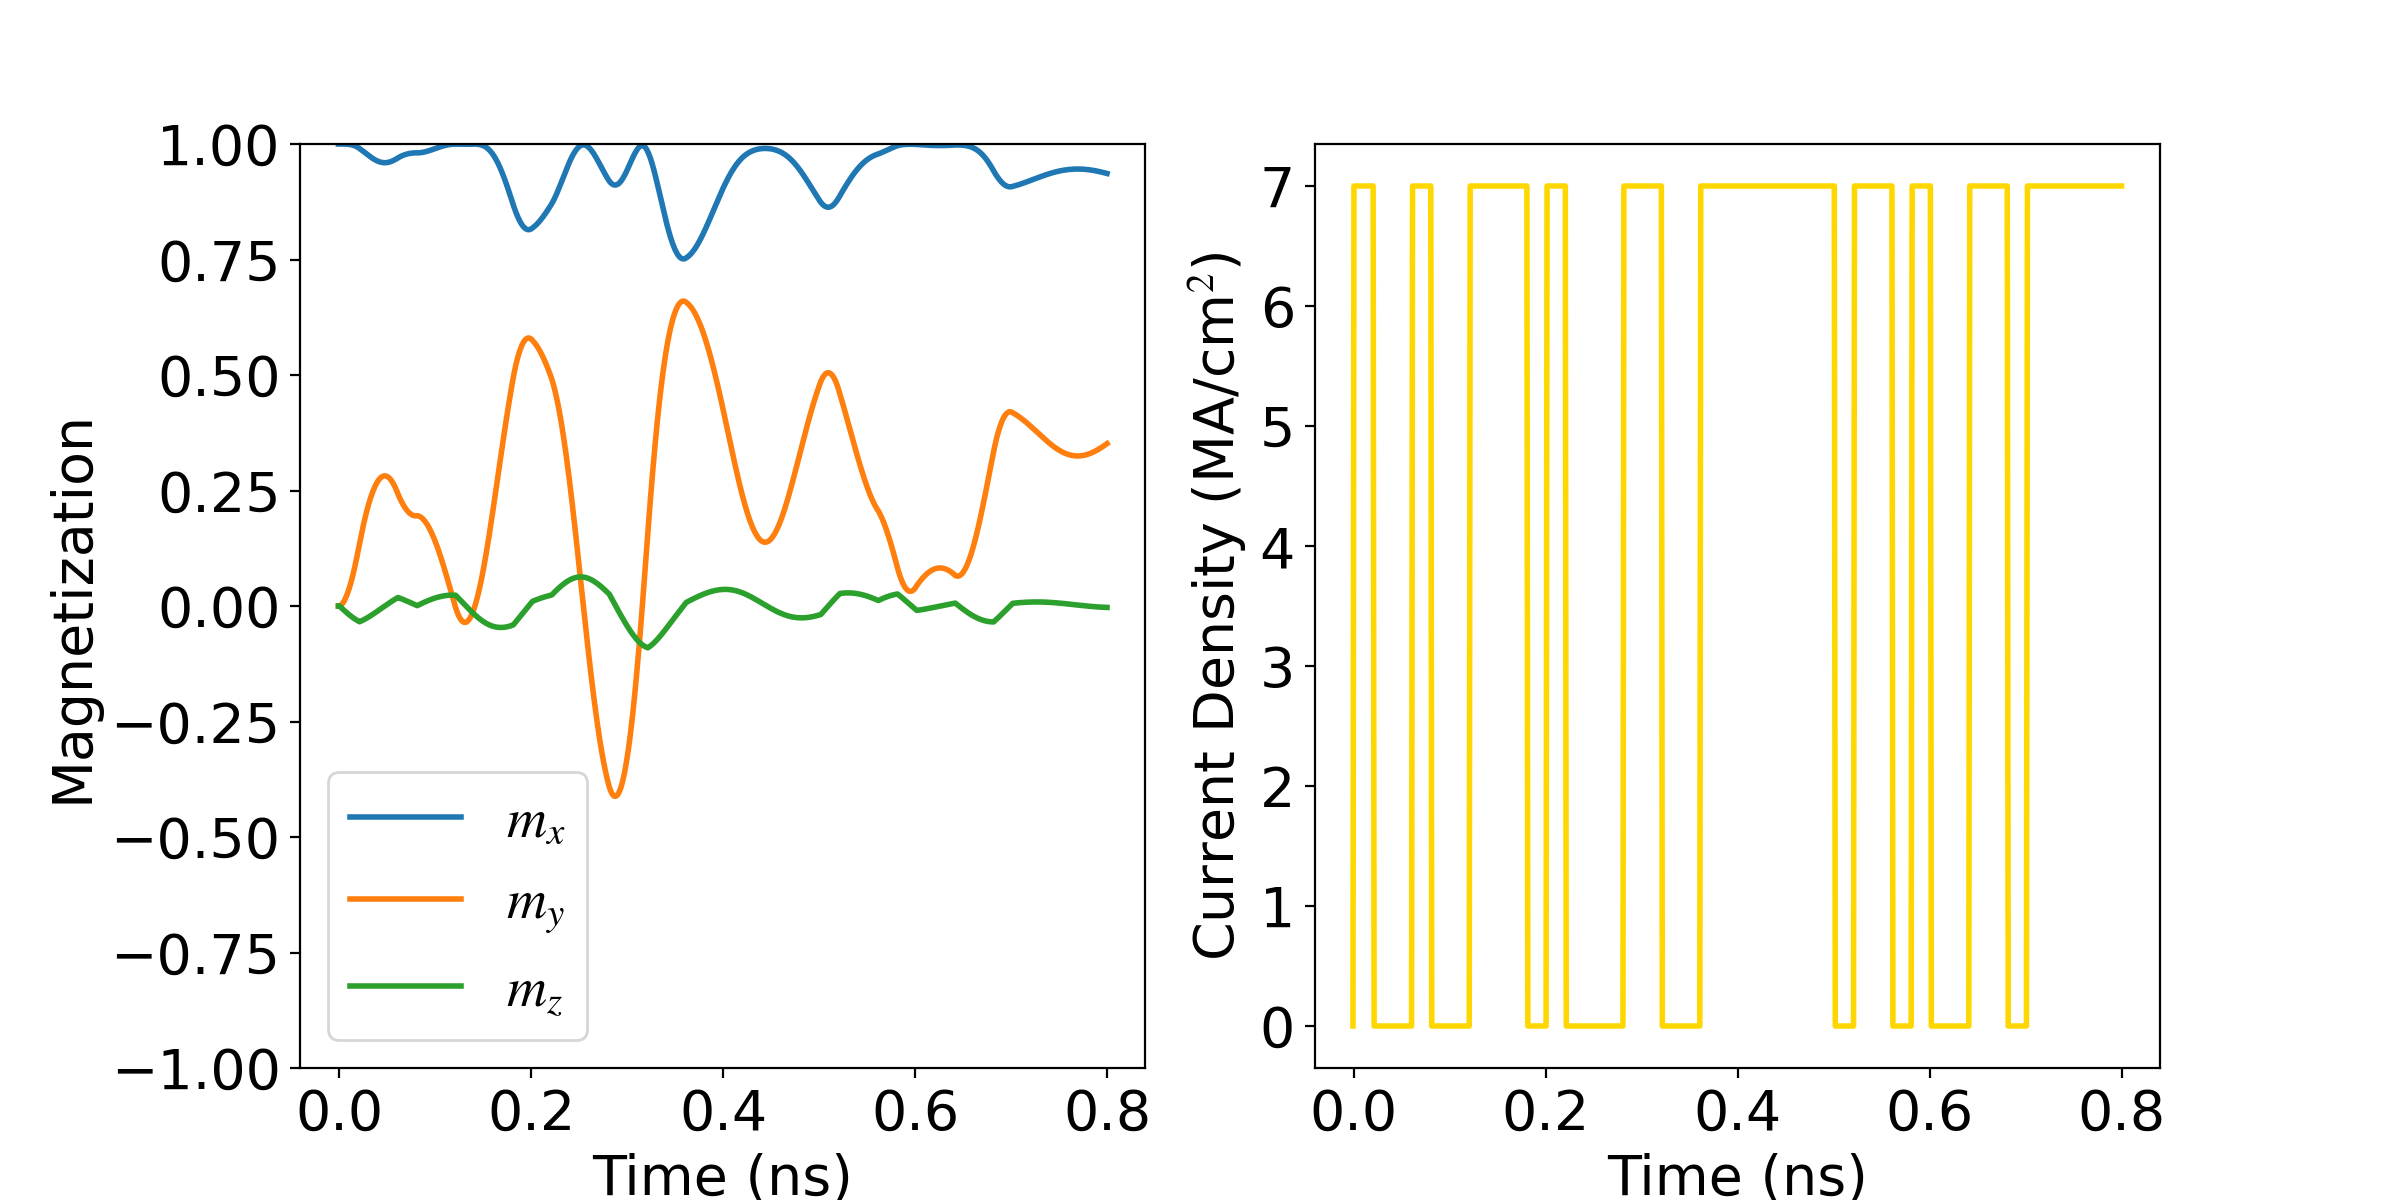 1.00
0.75
0.50
0.25
0.00
−0.25
−0.50
−0.75
−1.00
Magnetization
m_x
m_y
m_z
0.0 0.2 0.4 0.6 0.8
Time (ns)
7
6
5
4
3
2
1
0
Current Density (MA/cm²)
0.0 0.2 0.4 0.6 0.8
Time (ns)